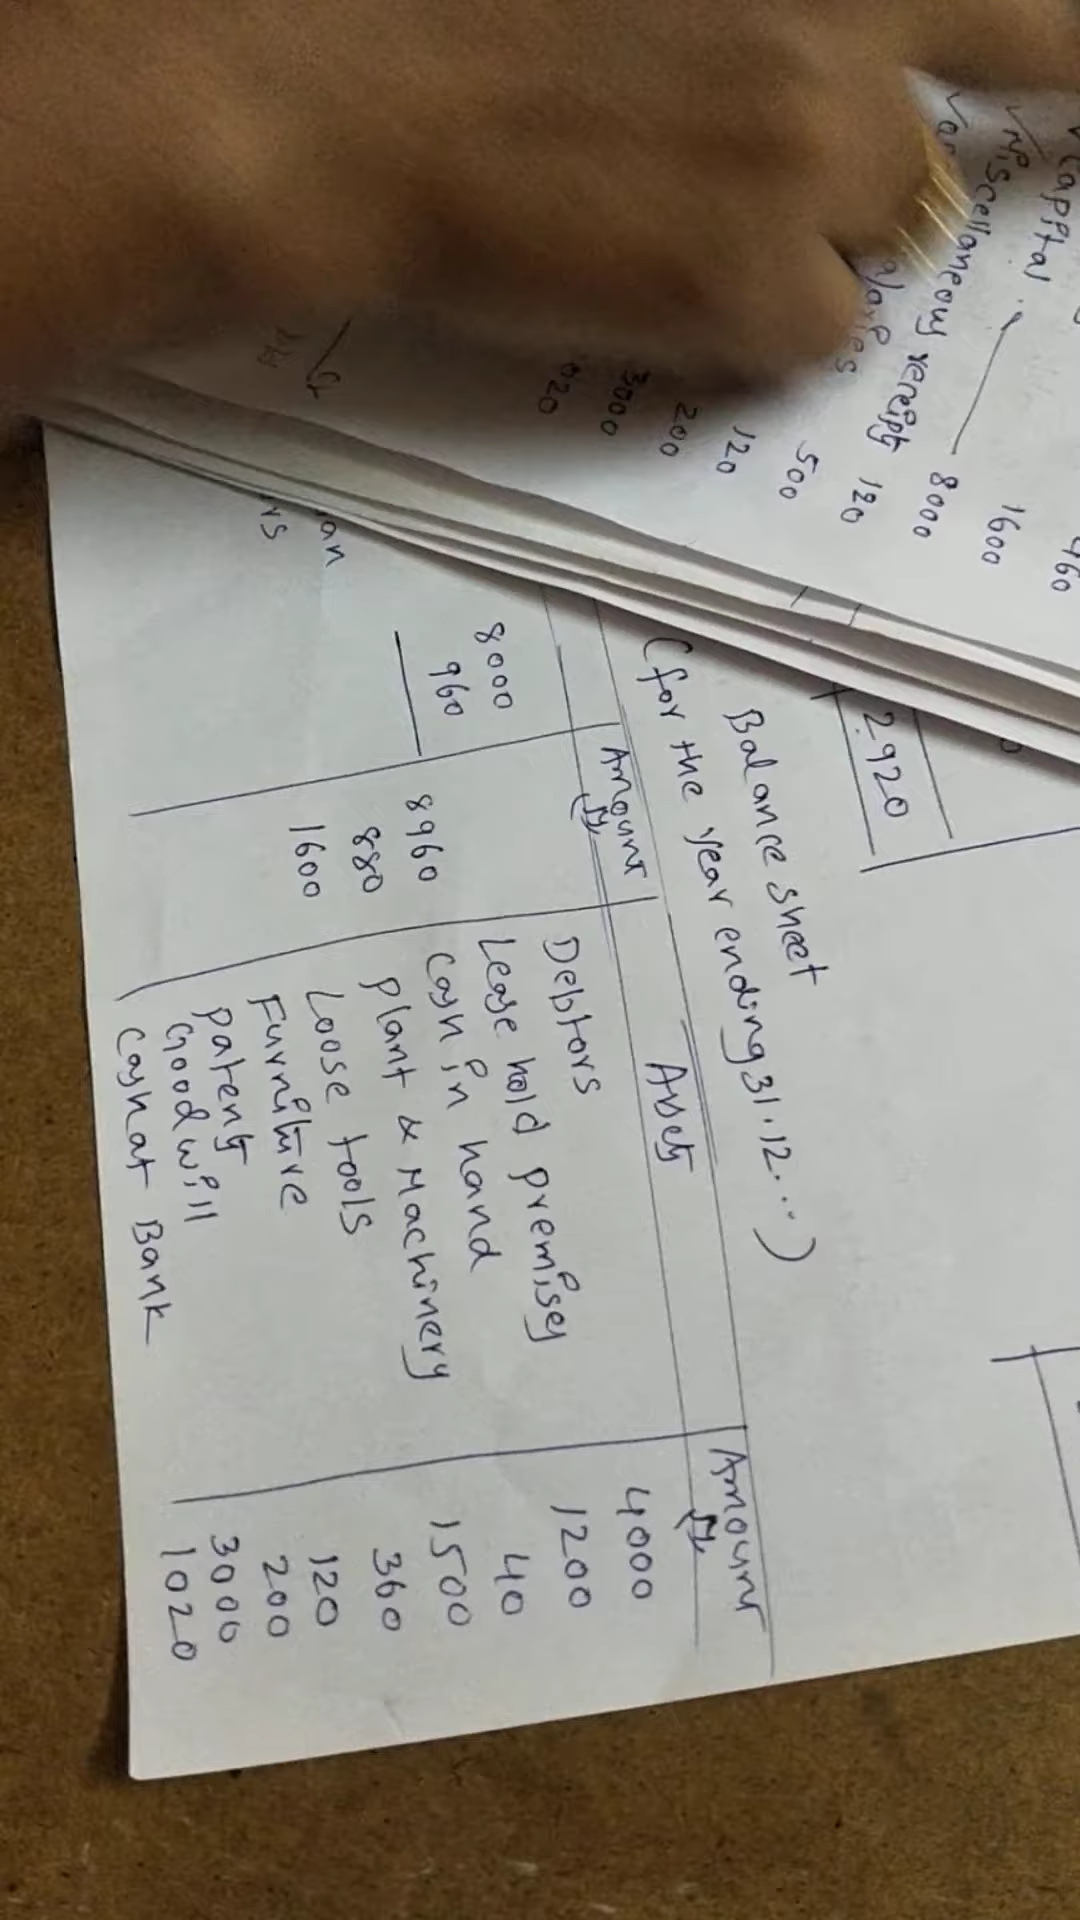 capital 8000
miscellaneous receipts 120
460
1600
500
120
200
3000
2920
Balance sheet
(for the year ending 31.12...)
Amount
Assets
Amount
8000
960
8960
880
1600
Debtors 4000
Lease hold premises 1200
Cash in hand 40
Plant & Machinery 1500
Loose tools 360
Furniture 120
Patents 200
Goodwill 3000
Cash at Bank 1020